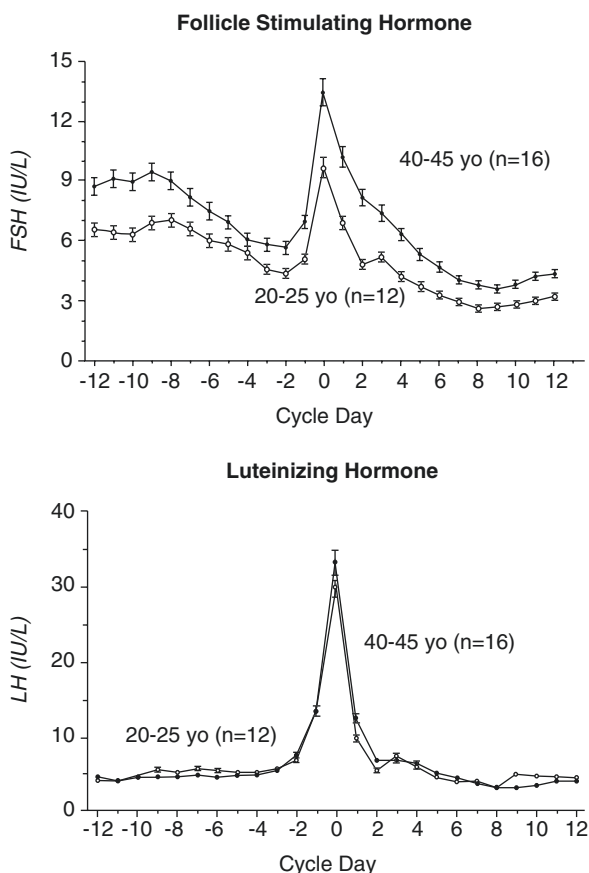 Follicle Stimulating Hormone
15
12
9
6
3
0
FSH (IU/L)
40-45 yo (n=16)
20-25 yo (n=12)
-12 -10 -8 -6 -4 -2 0 2 4 6 8 10 12
Cycle Day
Luteinizing Hormone
40
30
20
10
0
LH (IU/L)
40-45 yo (n=16)
20-25 yo (n=12)
-12 -10 -8 -6 -4 -2 0 2 4 6 8 10 12
Cycle Day